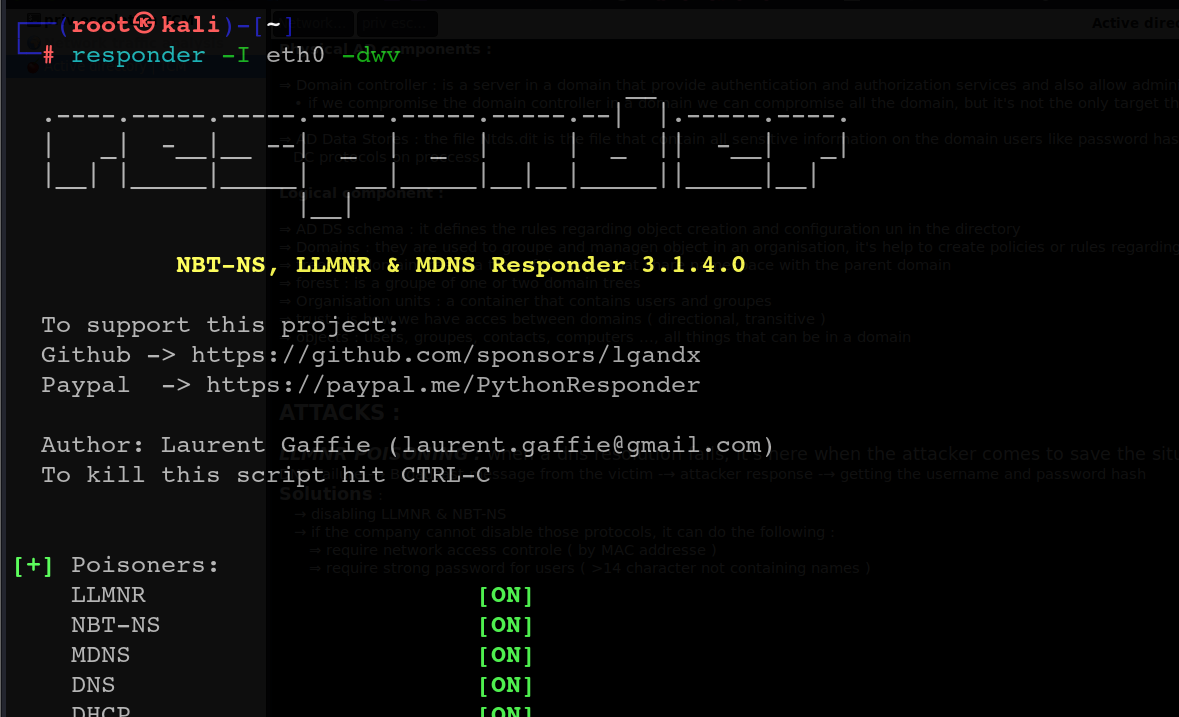 network,
priv esc,
Active direc
(root㉿kali)-[~]
# responder -I eth0 -dwv
Physical AD components :
⇒ Domain controller : is a server in a domain that provide authentication and authorization services and also allow admin
• if we compromise the domain controller in a domain we can compromise all the domain, but it's not the only target th
⇒ AD Data Stores : the file ntds.dit is the file that contain all sensitive information on the domain users like password has
DC protocols on process
Logical component :
⇒ AD DS schema : it defines the rules regarding object creation and configuration un in the directory
⇒ Domains : they are used to groupe and managen object in an organisation, it's help to create policies or rules regarding
place with the parent domain
NBT-NS, LLMNR & MDNS Responder 3.1.4.0
⇒ forest : is a groupe of one or two domain trees
⇒ Organisation units : a container that contains users and groupes
⇒ trusts is how we have acces between domains ( directional, transitive )
To support this project:
⇒ objects : users, groupes, contacts, computers ..., all things that can be in a domain
Github -> https://github.com/sponsors/lgandx
Paypal  -> https://paypal.me/PythonResponder
ATTACKS :
Author: Laurent Gaffie (laurent.gaffie@gmail.com)
LLMNR POISONING where when the attacker comes to save the situ
To kill this script hit CTRL-C
message from the victim → attacker response → getting the username and password hash
Solutions :
→ disabling LLMNR & NBT-NS
→ if the company cannot disable those protocols, it can do the following :
⇒ require network access controle ( by MAC addresse )
⇒ require strong password for users ( >14 character not containing names )
[+] Poisoners:
LLMNR [ON]
NBT-NS [ON]
MDNS [ON]
DNS [ON]
DHCP [ON]